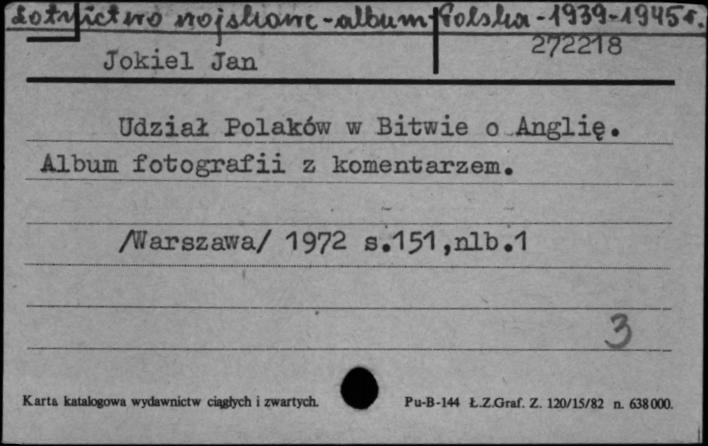 Lotnictwo wojskowe - album - Polska - 1939-1945 r.
272218
Jokiel Jan
Udział Polaków w Bitwie o Anglię.
Album fotografii z komentarzem.
/Warszawa/ 1972 s.151,nlb.1
3
Karta katalogowa wydawnictw ciągłych i zwartych. Pu-B-144 Ł.Z.Graf. Z. 120/15/82 n. 638000.